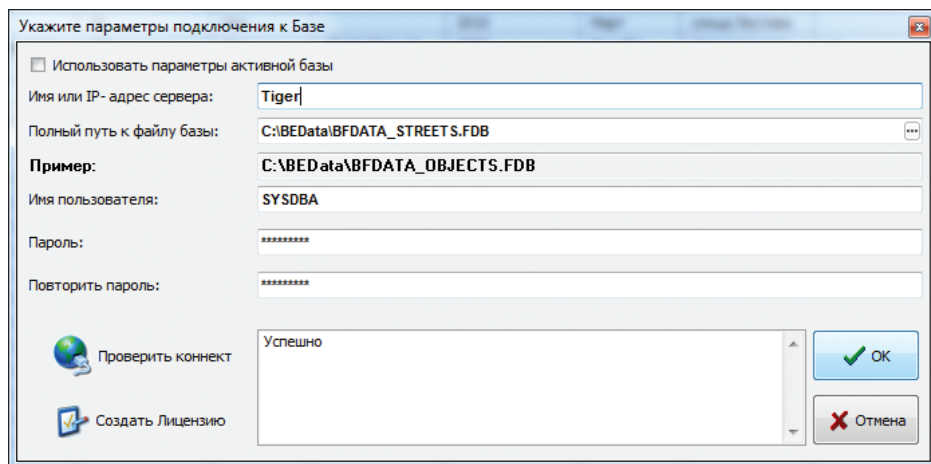 Укажите параметры подключения к Базе
Использовать параметры активной базы
Имя или IP- адрес сервера: Tiger
Полный путь к файлу базы: C:\BEData\BFDATA_STREETS.FDB ...
Пример: C:\BEData\BFDATA_OBJECTS.FDB
Имя пользователя: SYSDBA
Пароль: *********
Повторить пароль: *********
Проверить коннект Успешно OK
Создать Лицензию Отмена